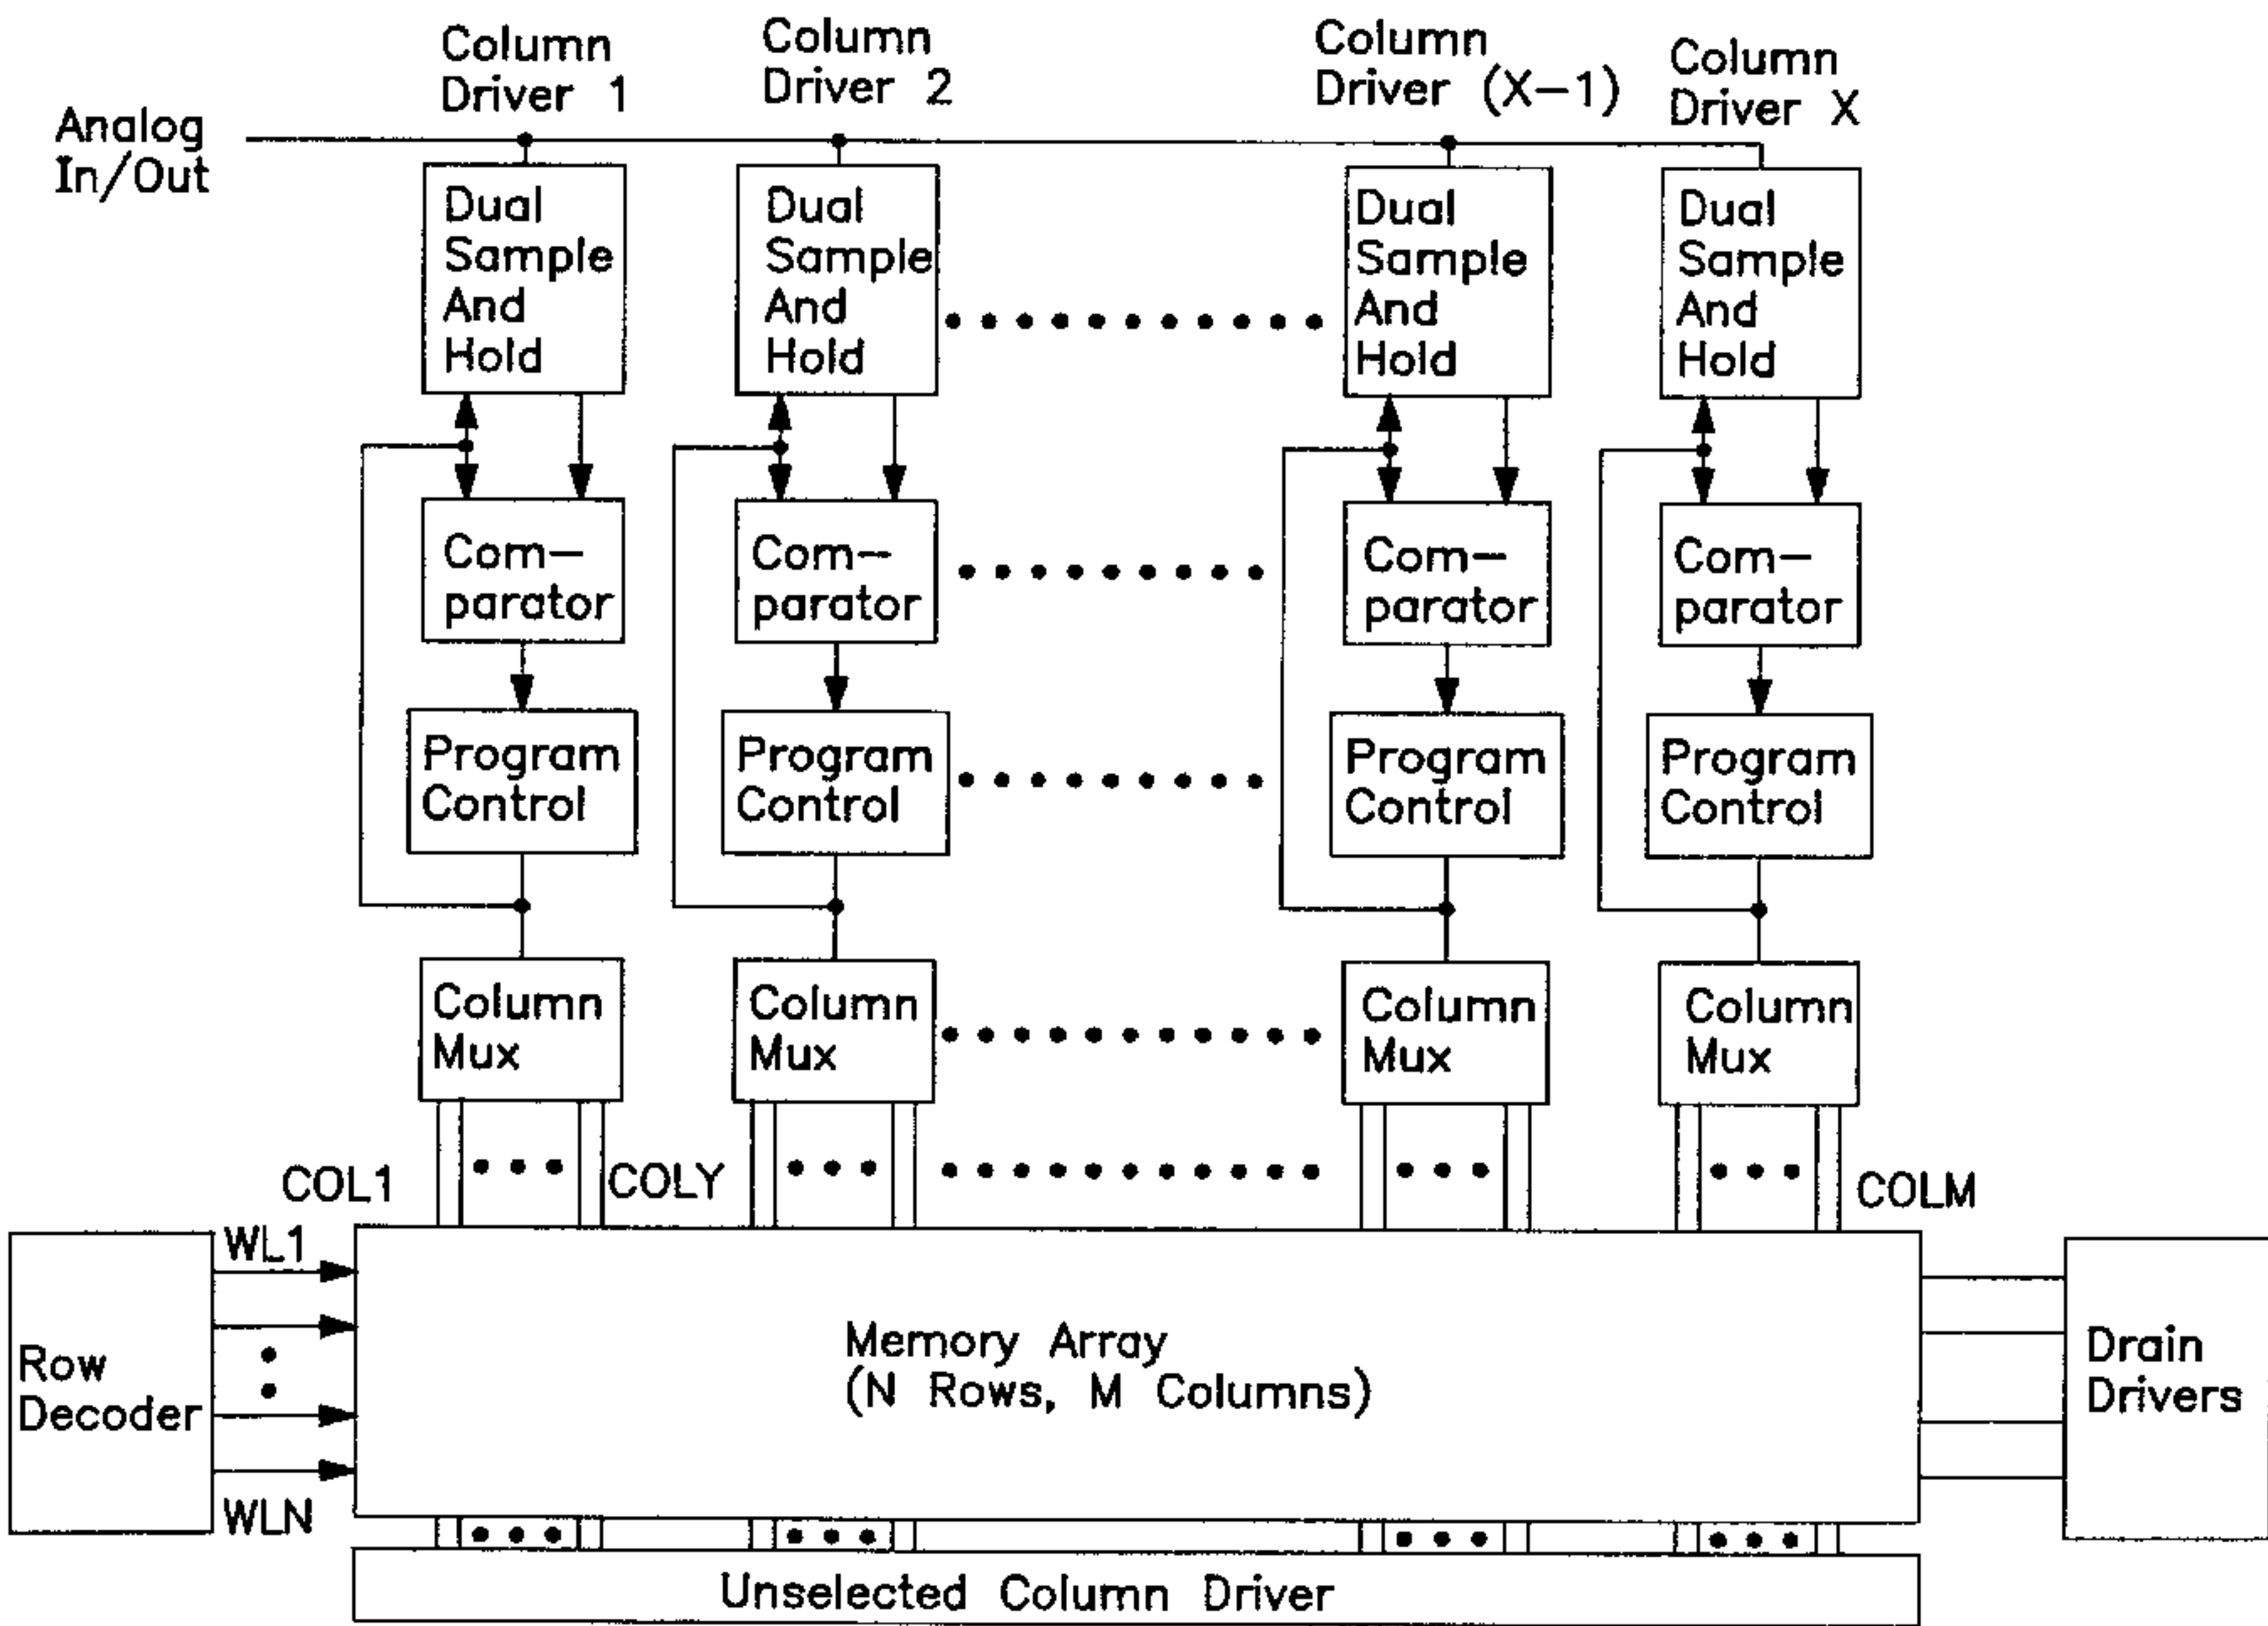 Column
Driver 1
Column
Driver 2
Column
Driver (X-1)
Column
Driver X
Analog
In/Out
Dual
Sample
And
Hold
Dual
Sample
And
Hold
Dual
Sample
And
Hold
Dual
Sample
And
Hold
Com-
parator
Com-
parator
Com-
parator
Com-
parator
Program
Control
Program
Control
Program
Control
Program
Control
Column
Mux
Column
Mux
Column
Mux
Column
Mux
COL1
COLY
COLM
WL1
Row
Decoder
WLN
Memory Array
(N Rows, M Columns)
Drain
Drivers
Unselected Column Driver